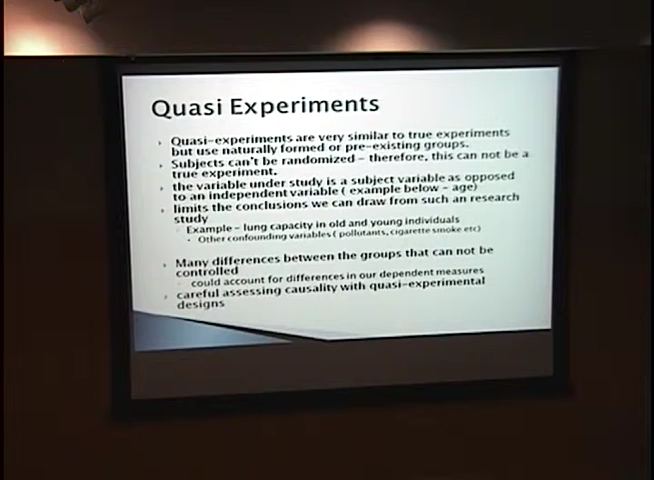 Quasi Experiments
Quasi-experiments are very similar to true experiments
but use naturally formed or pre-existing groups.
Subjects can't be randomized - therefore, this can not be a
true experiment.
the variable under study is a subject variable as opposed
to an independent variable ( example below - age)
limits the conclusions we can draw from such an research
study
Example - lung capacity in old and young individuals
Other confounding variables ( pollutants, cigarette smoke etc)
Many differences between the groups that can not be
controlled
could account for differences in our dependent measures
careful assessing causality with quasi-experimental
designs